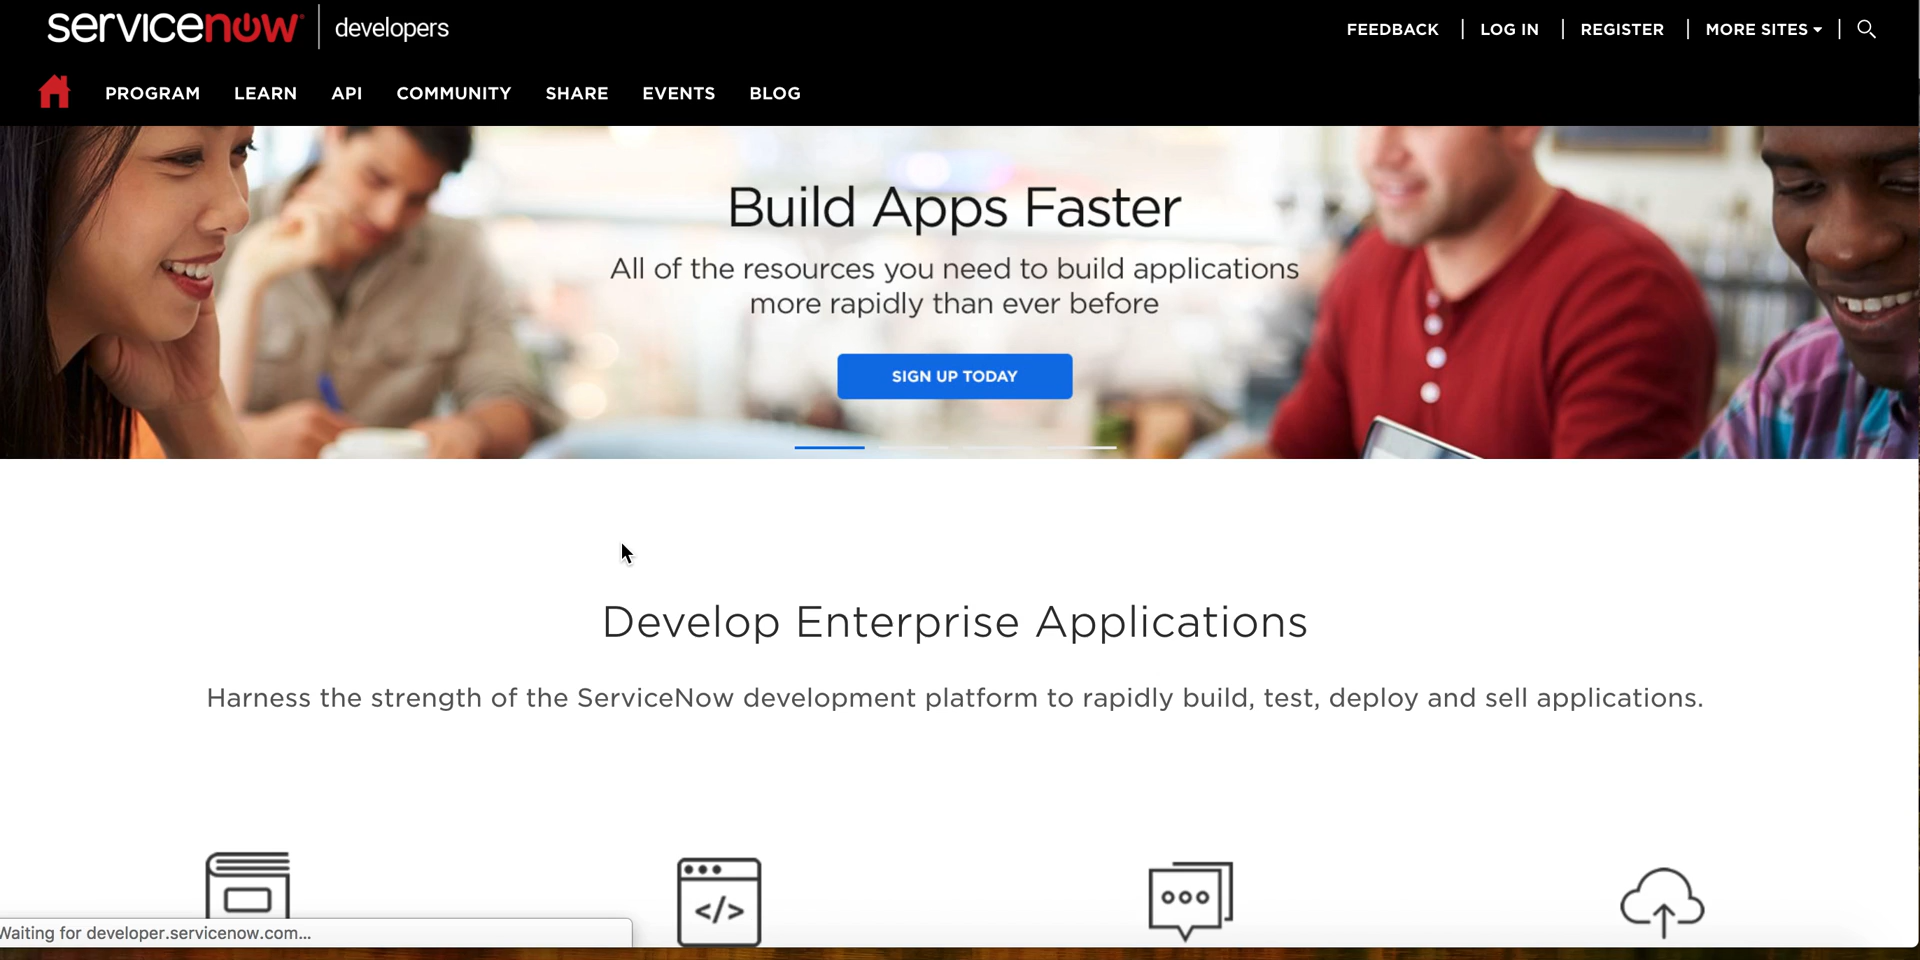 servicenow developers
FEEDBACK LOG IN REGISTER MORE SITES
PROGRAM LEARN API COMMUNITY SHARE EVENTS BLOG
Build Apps Faster
All of the resources you need to build applications
more rapidly than ever before
SIGN UP TODAY
Develop Enterprise Applications
Harness the strength of the ServiceNow development platform to rapidly build, test, deploy and sell applications.
</>
Waiting for developer.servicenow.com...